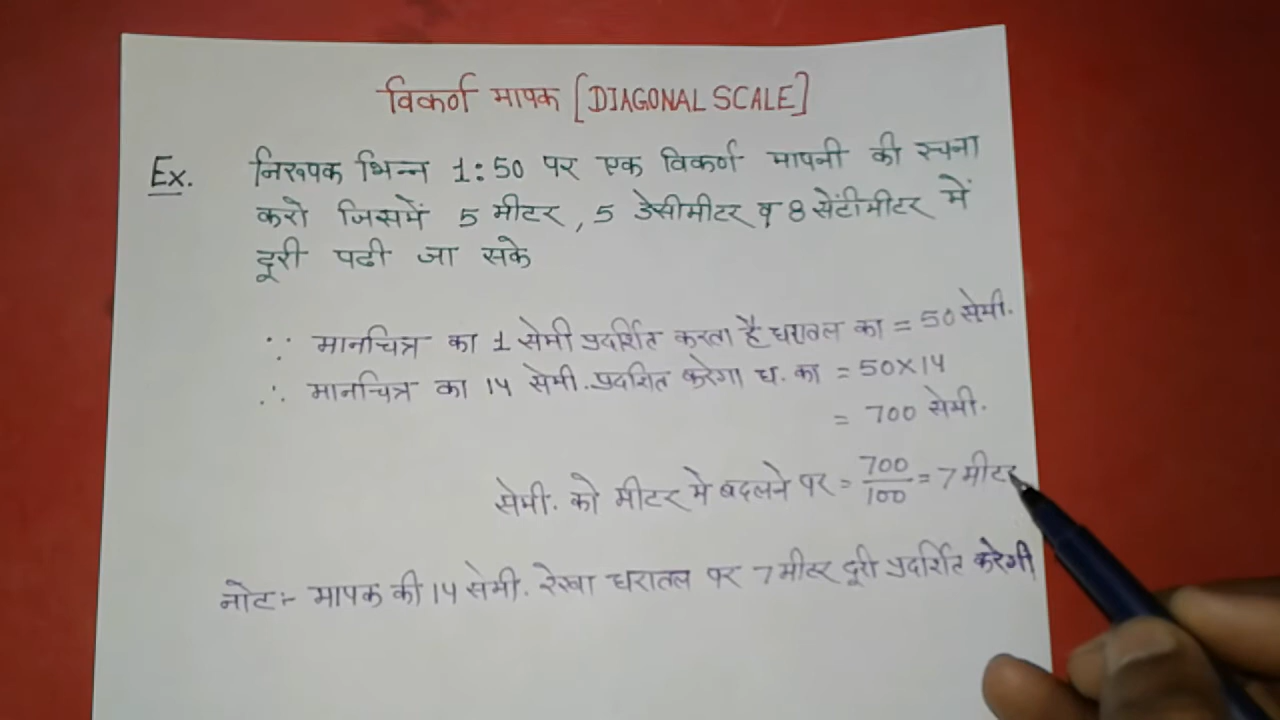 विकर्ण मापक [DIAGONAL SCALE]
Ex. निरूपक भिन्न 1:50 पर एक विकर्ण मापनी की रचना
करो जिसमें 5 मीटर, 5 डेसीमीटर व 8 सेंटीमीटर में
दूरी पढी जा सके
∵ मानचित्र का 1 सेमी प्रदर्शित करता है धरातल का = 50 सेमी.
∴ मानचित्र का 14 सेमी. प्रदर्शित करेगा ध. का = 50×14
= 700 सेमी.
सेमी. को मीटर मे बदलने पर = 700/100 = 7 मीटर
नोट:- मापक की 14 सेमी. रेखा धरातल पर 7 मीटर दूरी प्रदर्शित करेगी